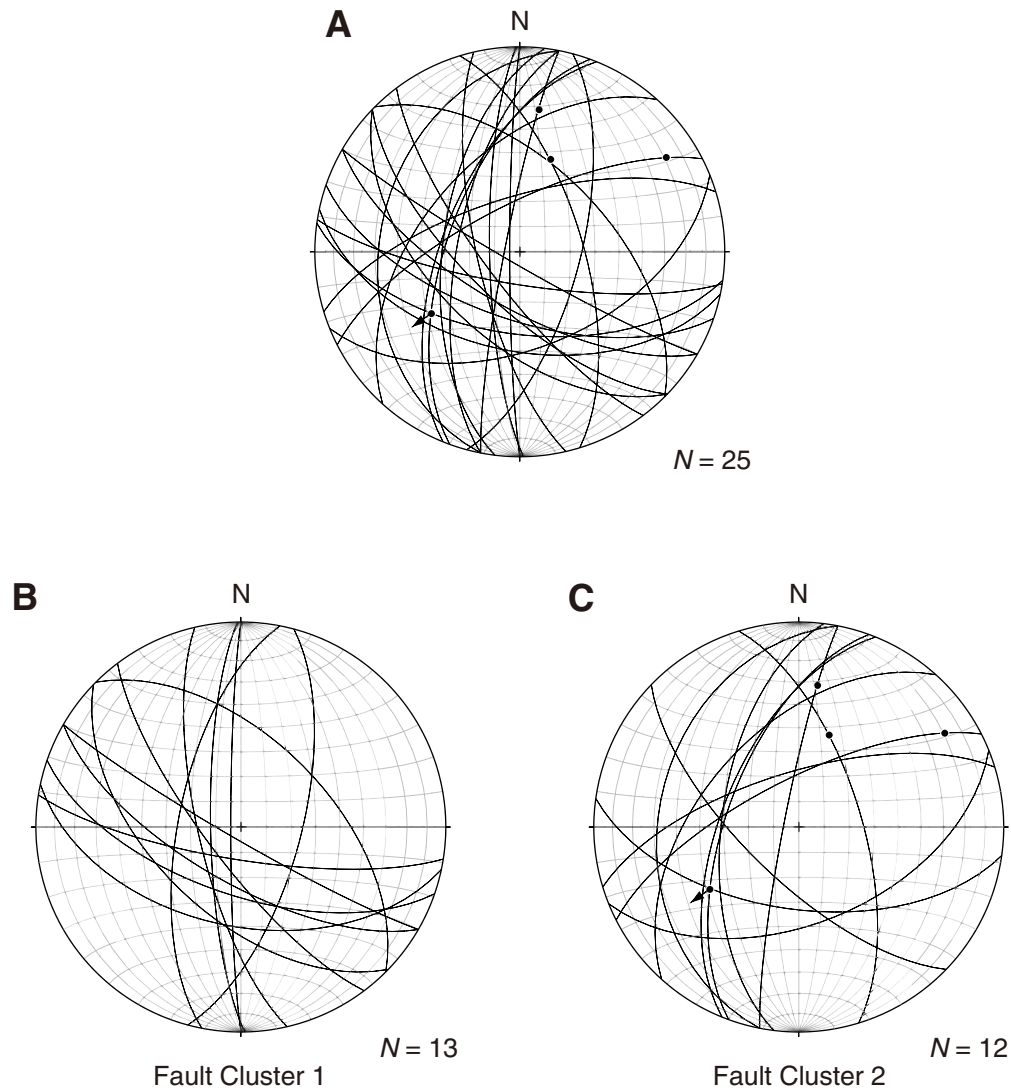 A
N
N = 25
B
N
N = 13
Fault Cluster 1
C
N
N = 12
Fault Cluster 2